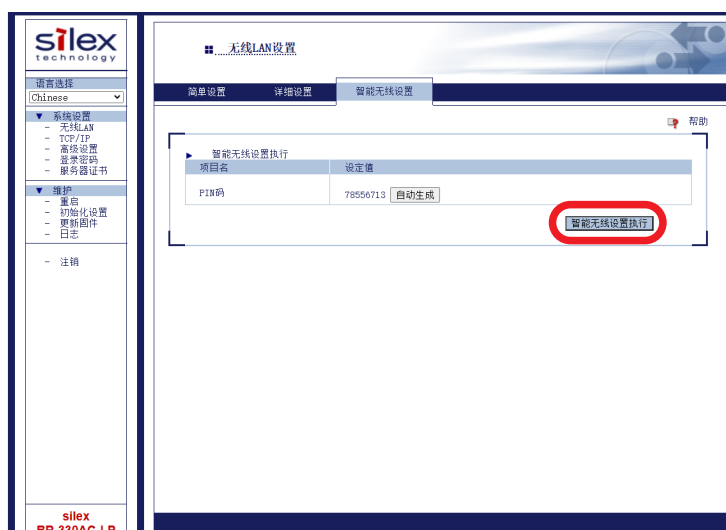 silex
technology
语言选择
Chinese
▼ 系统设置
- 无线LAN
- TCP/IP
- 高级设置
- 登录密码
- 服务器证书
▼ 维护
- 重启
- 初始化设置
- 更新固件
- 日志
- 注销
silex
BR-330AC-LP
无线LAN设置
简单设置 详细设置 智能无线设置
帮助
智能无线设置执行
项目名 设定值
PIN码 78556713 自动生成
智能无线设置执行